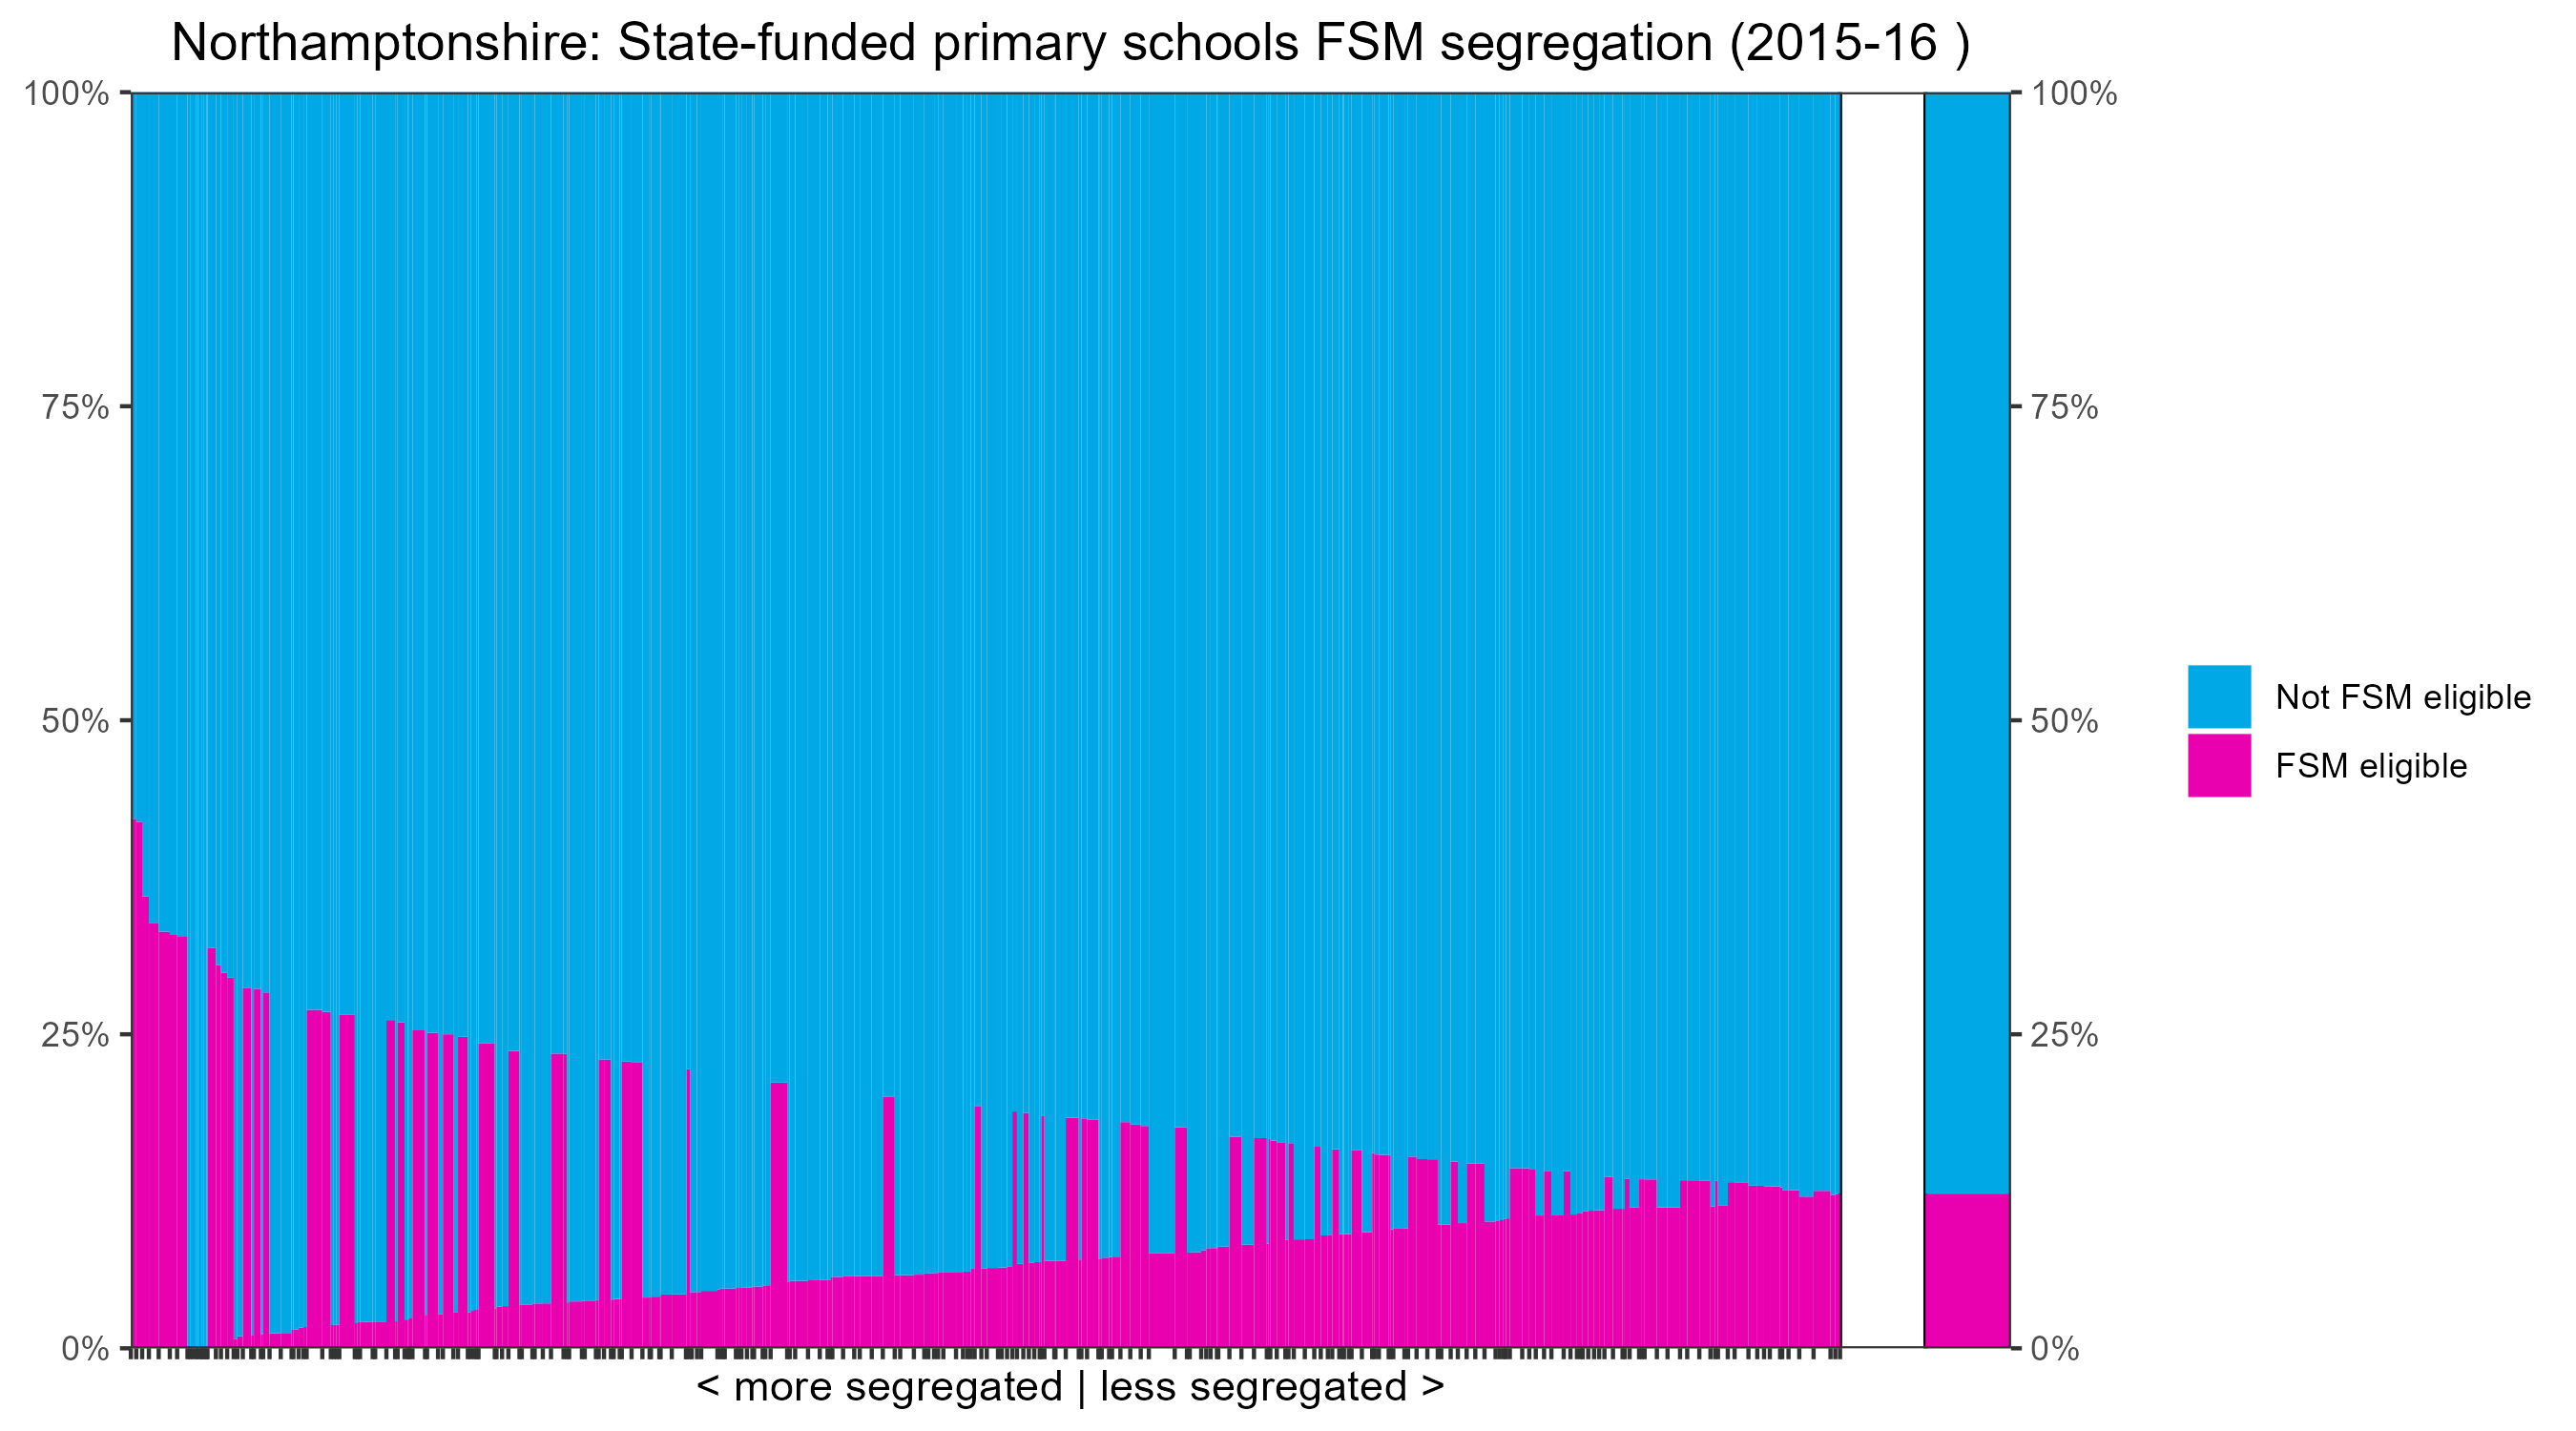 Northamptonshire: State-funded primary schools FSM segregation (2015-16 )
100%
75%
50%
25%
0%
100%
75%
50%
25%
0%
< more segregated | less segregated >
Not FSM eligible
FSM eligible